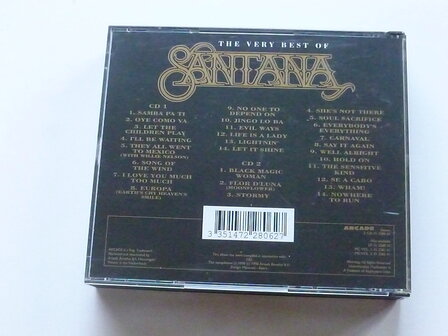 THE VERY BEST OF
SANTANA
CD 1
1. SAMBA PA TI
2. OYE COMO VA
3. LET THE
CHILDREN PLAY
4. I'LL BE WAITING
5. THEY ALL WENT
TO MEXICO
(WITH WILLIE NELSON)
6. SONG OF
THE WIND
7. I LOVE YOU MUCH
TOO MUCH
8. EUROPA
(EARTH'S CRY HEAVEN'S
SMILE)
9. NO ONE TO
DEPEND ON
10. JINGO LO BA
11. EVIL WAYS
12. LIFE IS A LADY
13. LIGHTNIN'
14. LET IT SHINE
CD 2
1. BLACK MAGIC
WOMAN
2. FLOR D'LUNA
(MOONFLOWER)
3. STORMY
4. SHE'S NOT THERE
5. SOUL SACRIFICE
6. EVERYBODY'S
EVERYTHING
7. CARNAVAL
8. SAY IT AGAIN
9. WELL ALRIGHT
10. HOLD ON
11. THE SENSITIVE
KIND
12. SE A CABO
13. WHAM!
14. NOWHERE
TO RUN
3 351472 280627
ARCADE